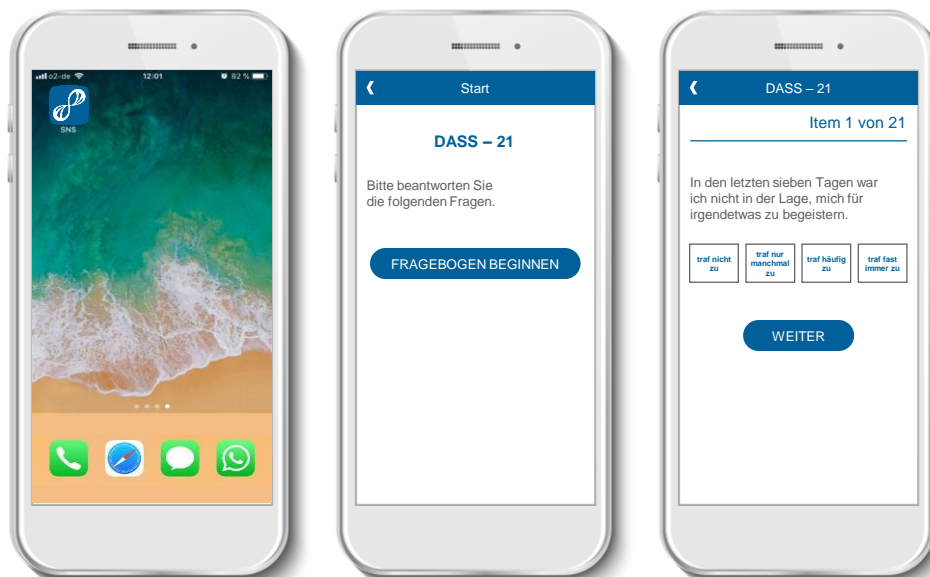 o2-de
12:01
82 %
SNS
Start
DASS – 21
Bitte beantworten Sie
die folgenden Fragen.
FRAGEBOGEN BEGINNEN
DASS – 21
Item 1 von 21
In den letzten sieben Tagen war
ich nicht in der Lage, mich für
irgendetwas zu begeistern.
traf nicht
zu
traf nur
manchmal
zu
traf häufig
zu
traf fast
immer zu
WEITER